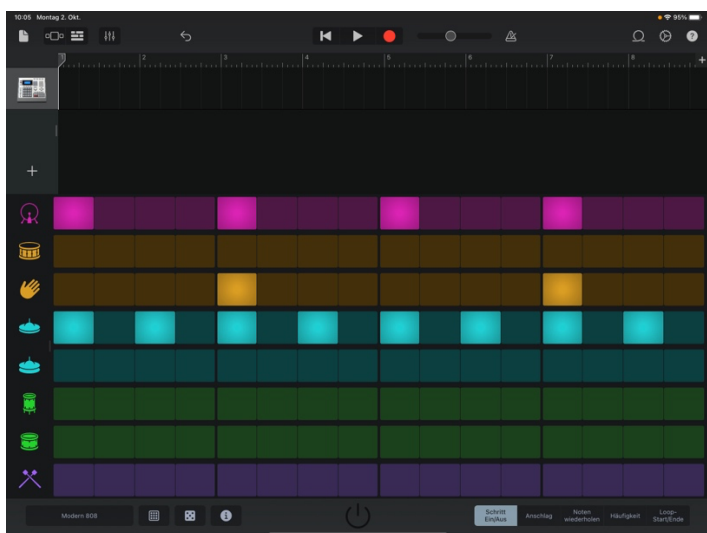 10:05 Montag 2. Okt.
95%
1 2 3 4 5 6 7 8
Modern 808
Schritt
Ein/Aus
Anschlag
Noten
wiederholen
Häufigkeit
Loop-
Start/Ende